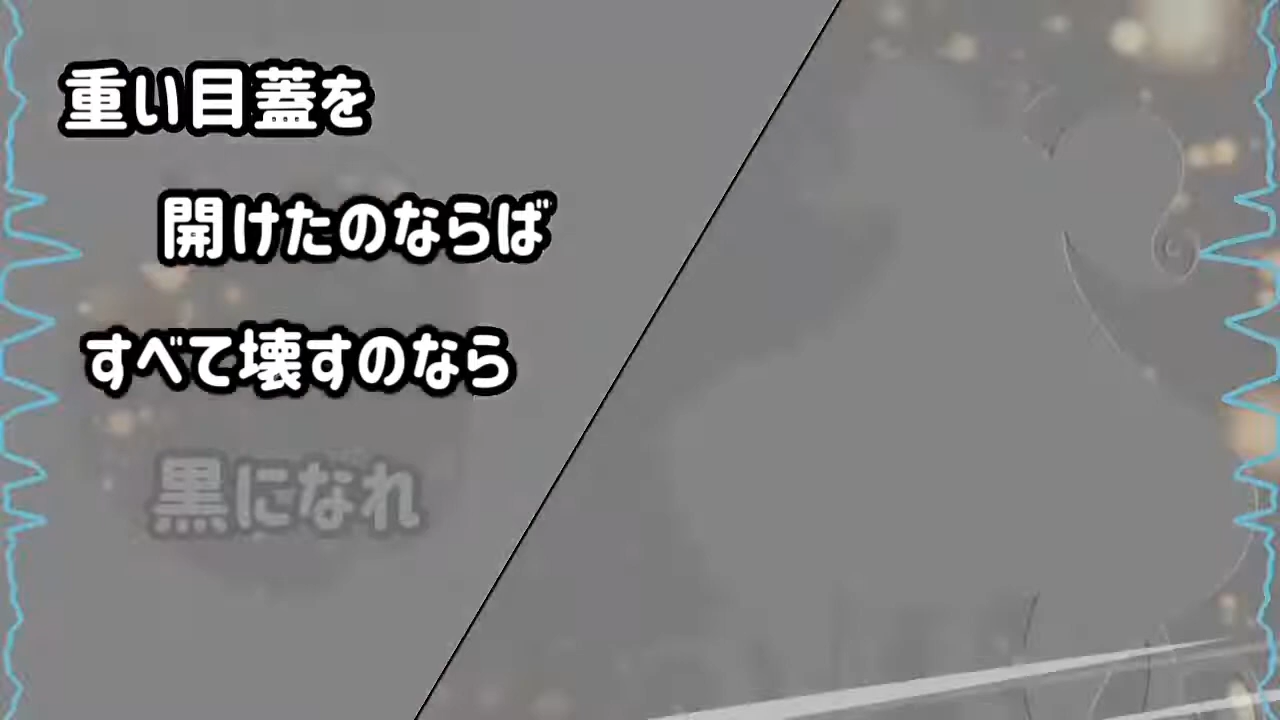 重い目蓋を
開けたのならば
すべて壊すのなら
黒になれ